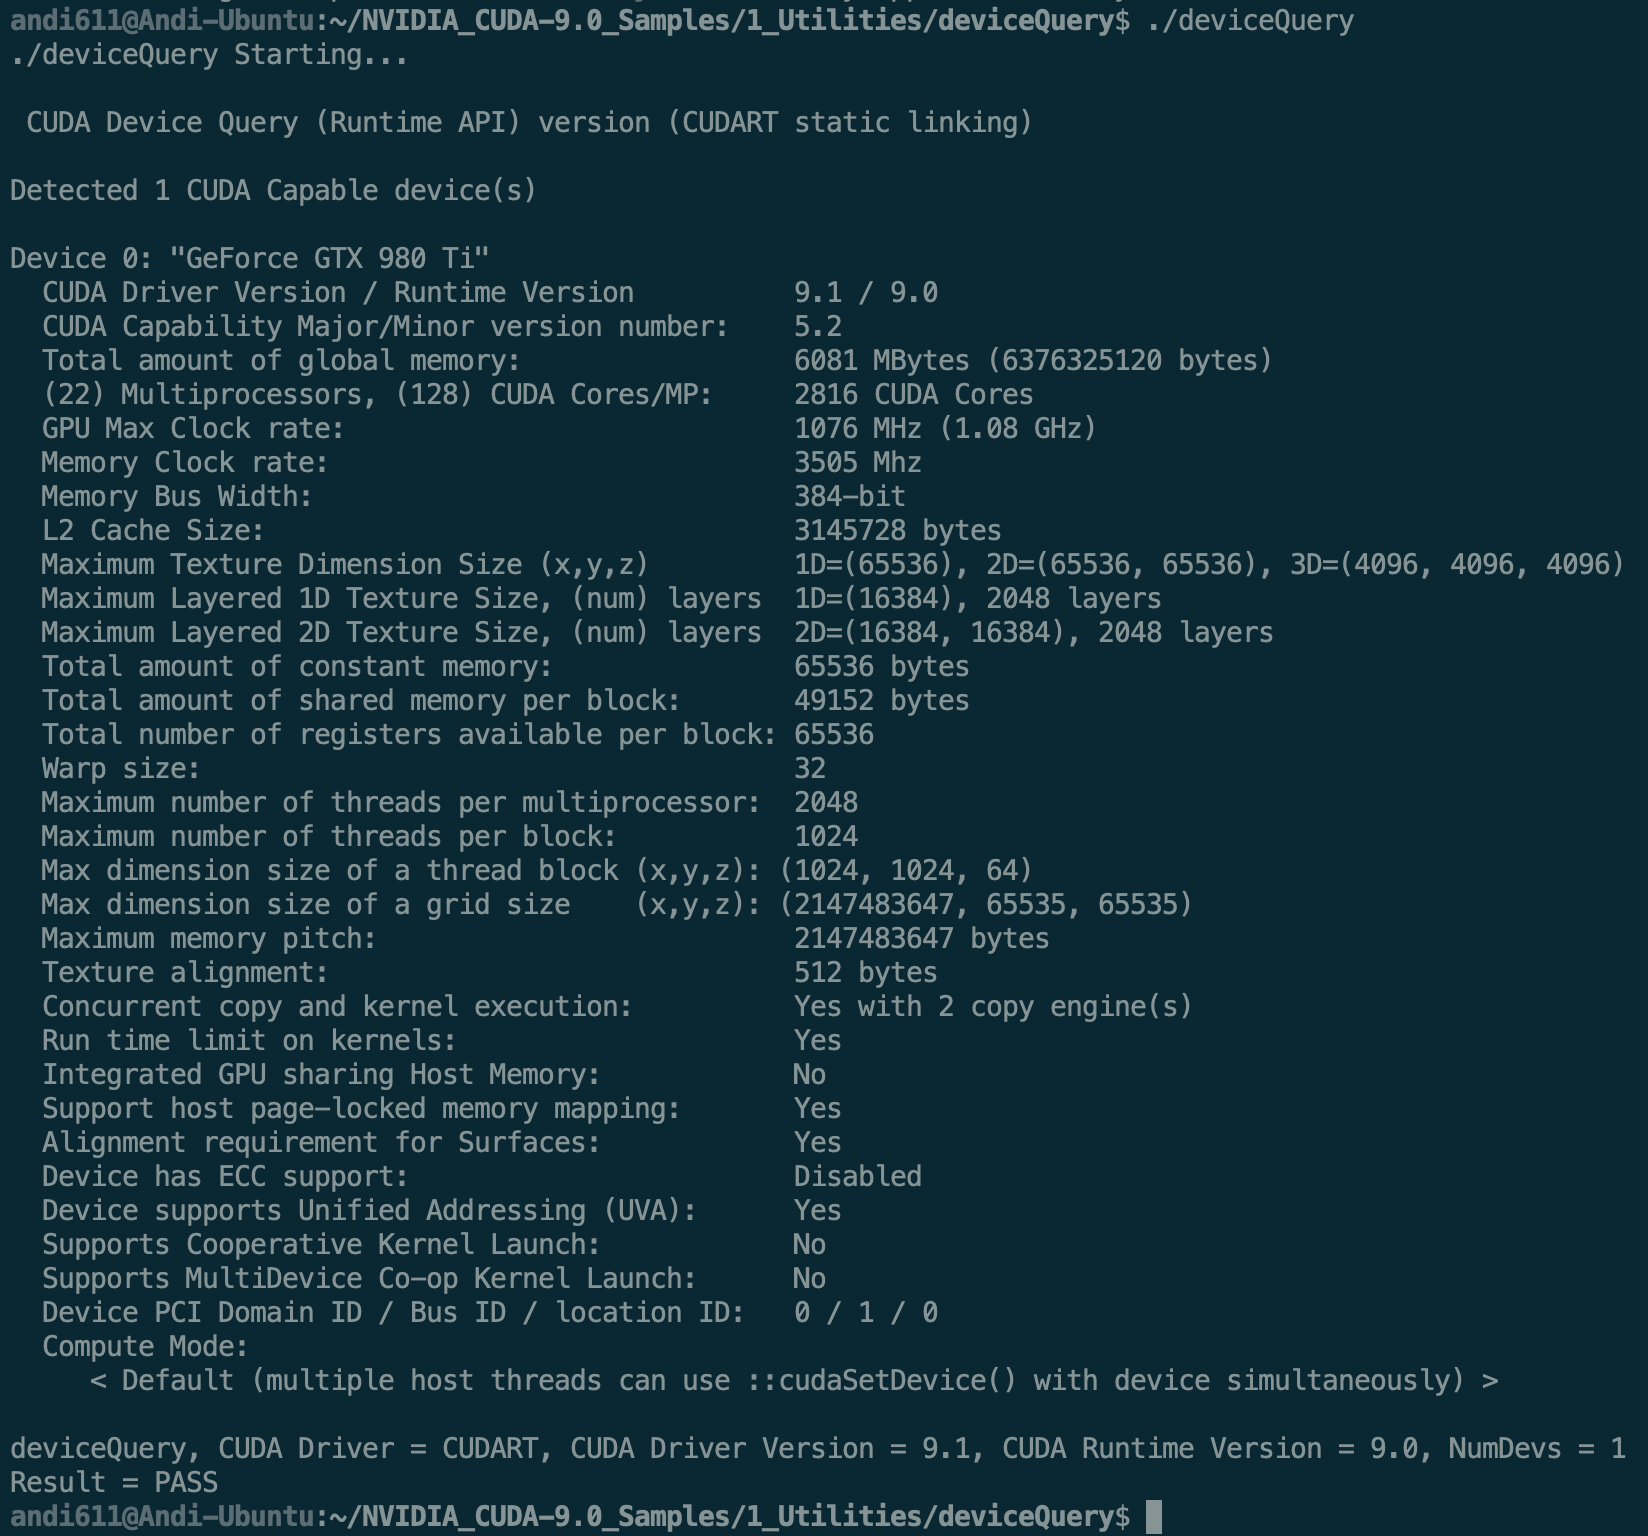 andi611@Andi-Ubuntu:~/NVIDIA_CUDA-9.0_Samples/1_Utilities/deviceQuery$ ./deviceQuery
./deviceQuery Starting...

 CUDA Device Query (Runtime API) version (CUDART static linking)

Detected 1 CUDA Capable device(s)

Device 0: "GeForce GTX 980 Ti"
  CUDA Driver Version / Runtime Version          9.1 / 9.0
  CUDA Capability Major/Minor version number:    5.2
  Total amount of global memory:                 6081 MBytes (6376325120 bytes)
  (22) Multiprocessors, (128) CUDA Cores/MP:     2816 CUDA Cores
  GPU Max Clock rate:                            1076 MHz (1.08 GHz)
  Memory Clock rate:                             3505 Mhz
  Memory Bus Width:                              384-bit
  L2 Cache Size:                                 3145728 bytes
  Maximum Texture Dimension Size (x,y,z)         1D=(65536), 2D=(65536, 65536), 3D=(4096, 4096, 4096)
  Maximum Layered 1D Texture Size, (num) layers  1D=(16384), 2048 layers
  Maximum Layered 2D Texture Size, (num) layers  2D=(16384, 16384), 2048 layers
  Total amount of constant memory:               65536 bytes
  Total amount of shared memory per block:       49152 bytes
  Total number of registers available per block: 65536
  Warp size:                                     32
  Maximum number of threads per multiprocessor:  2048
  Maximum number of threads per block:           1024
  Max dimension size of a thread block (x,y,z): (1024, 1024, 64)
  Max dimension size of a grid size    (x,y,z): (2147483647, 65535, 65535)
  Maximum memory pitch:                          2147483647 bytes
  Texture alignment:                             512 bytes
  Concurrent copy and kernel execution:          Yes with 2 copy engine(s)
  Run time limit on kernels:                     Yes
  Integrated GPU sharing Host Memory:            No
  Support host page-locked memory mapping:       Yes
  Alignment requirement for Surfaces:            Yes
  Device has ECC support:                        Disabled
  Device supports Unified Addressing (UVA):      Yes
  Supports Cooperative Kernel Launch:            No
  Supports MultiDevice Co-op Kernel Launch:      No
  Device PCI Domain ID / Bus ID / location ID:   0 / 1 / 0
  Compute Mode:
     < Default (multiple host threads can use ::cudaSetDevice() with device simultaneously) >

deviceQuery, CUDA Driver = CUDART, CUDA Driver Version = 9.1, CUDA Runtime Version = 9.0, NumDevs = 1
Result = PASS
andi611@Andi-Ubuntu:~/NVIDIA_CUDA-9.0_Samples/1_Utilities/deviceQuery$